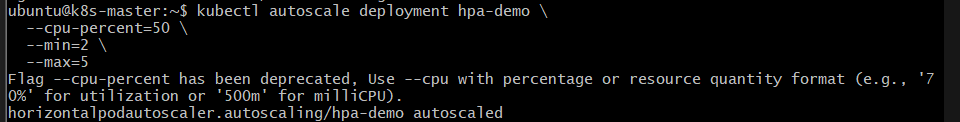 ubuntu@k8s-master:~$ kubectl autoscale deployment hpa-demo \
  --cpu-percent=50 \
  --min=2 \
  --max=5
Flag --cpu-percent has been deprecated, Use --cpu with percentage or resource quantity format (e.g., '7
0%' for utilization or '500m' for milliCPU).
horizontalpodautoscaler.autoscaling/hpa-demo autoscaled